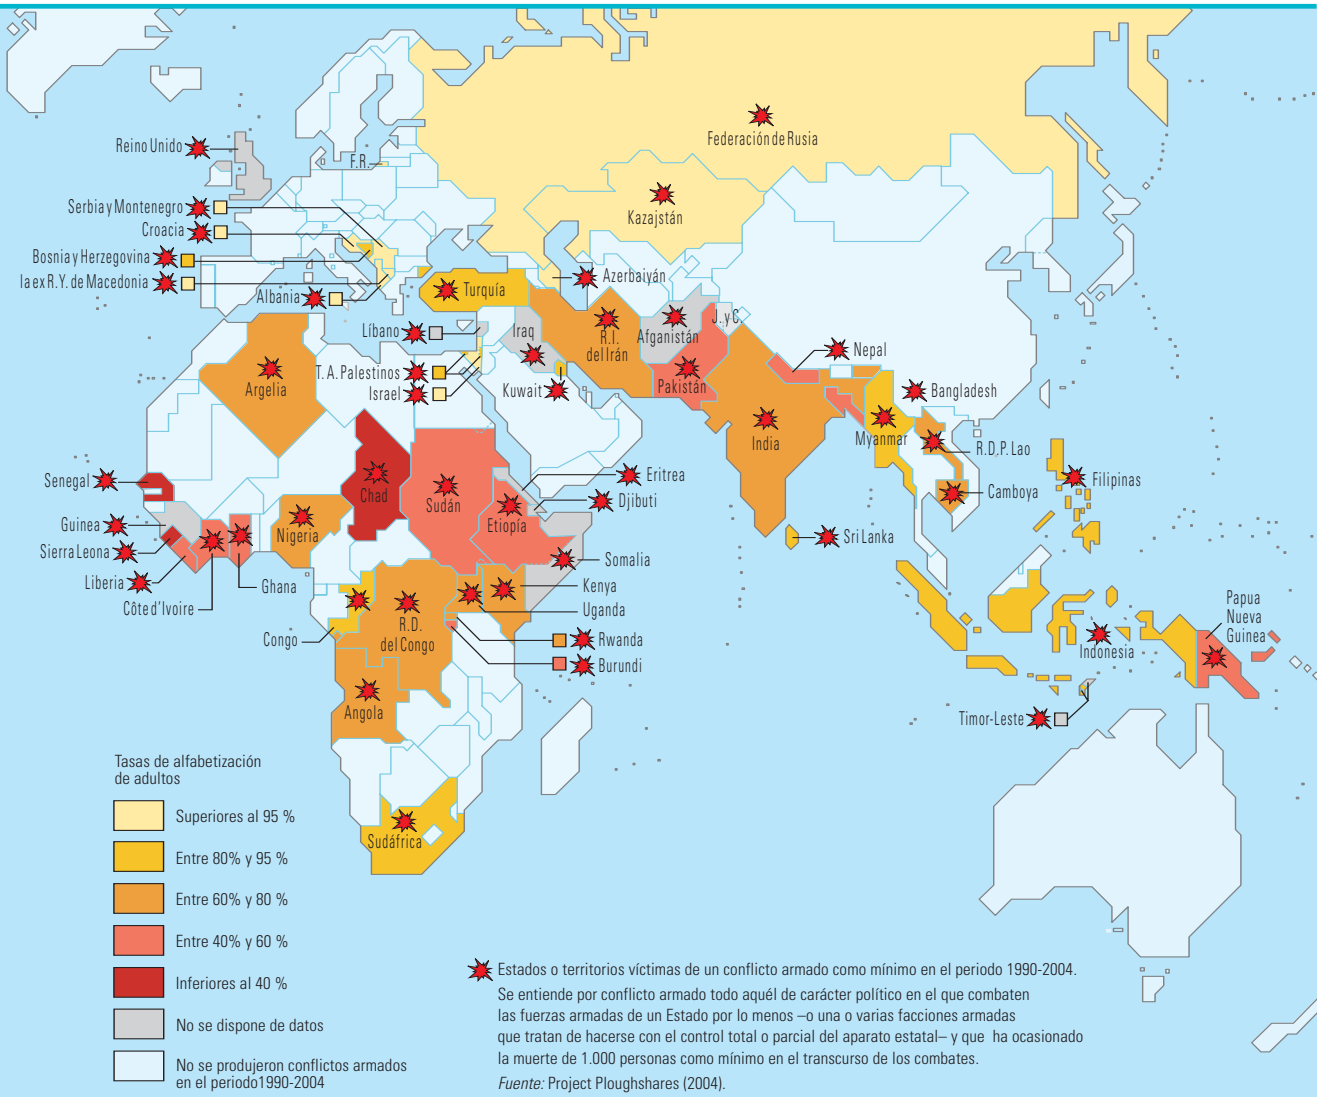 Reino Unido
F.R.
Federación de Rusia
Serbia y Montenegro
Kazajstán
Croacia
Bosnia y Herzegovina
la ex R.Y. de Macedonia
Albania
Azerbaiyán
Turquía
Líbano
Iraq
R.I.
del Irán
Afganistán
J. y C.
Nepal
T. A. Palestinos
Israel
Kuwait
Pakistán
Bangladesh
Argelia
India
Myanmar
R.D.P. Lao
Senegal
Chad
Sudán
Eritrea
Djibuti
Camboya
Filipinas
Guinea
Nigeria
Etiopía
Sierra Leona
Sri Lanka
Somalia
Liberia
Ghana
Kenya
Côte d'Ivoire
Uganda
Papua
Nueva
Guinea
Congo
R.D.
del Congo
Rwanda
Indonesia
Burundi
Angola
Timor-Leste
Sudáfrica
Tasas de alfabetización
de adultos
Superiores al 95 %
Entre 80% y 95 %
Entre 60% y 80 %
Entre 40% y 60 %
Inferiores al 40 %
No se dispone de datos
No se produjeron conflictos armados
en el periodo1990-2004
Estados o territorios víctimas de un conflicto armado como mínimo en el periodo 1990-2004.
Se entiende por conflicto armado todo aquél de carácter político en el que combaten
las fuerzas armadas de un Estado por lo menos –o una o varias facciones armadas
que tratan de hacerse con el control total o parcial del aparato estatal– y que ha ocasionado
la muerte de 1.000 personas como mínimo en el transcurso de los combates.
Fuente: Project Ploughshares (2004).